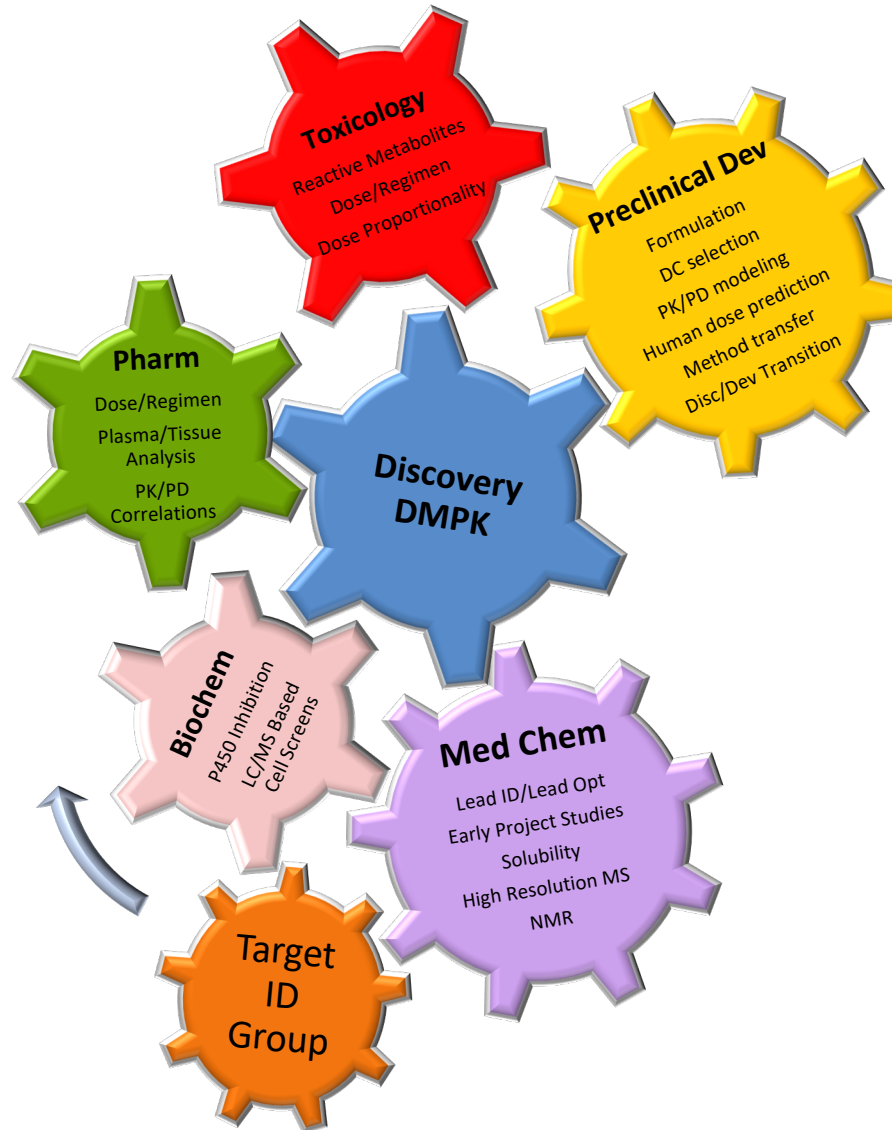 Toxicology
Reactive Metabolites
Dose/Regimen
Dose Proportionality
Preclinical Dev
Formulation
DC selection
PK/PD modeling
Human dose prediction
Method transfer
Disc/Dev Transition
Pharm
Dose/Regimen
Plasma/Tissue
Analysis
PK/PD
Correlations
Discovery
DMPK
Biochem
P450 Inhibition
LC/MS Based
Cell Screens
Med Chem
Lead ID/Lead Opt
Early Project Studies
Solubility
High Resolution MS
NMR
Target
ID
Group